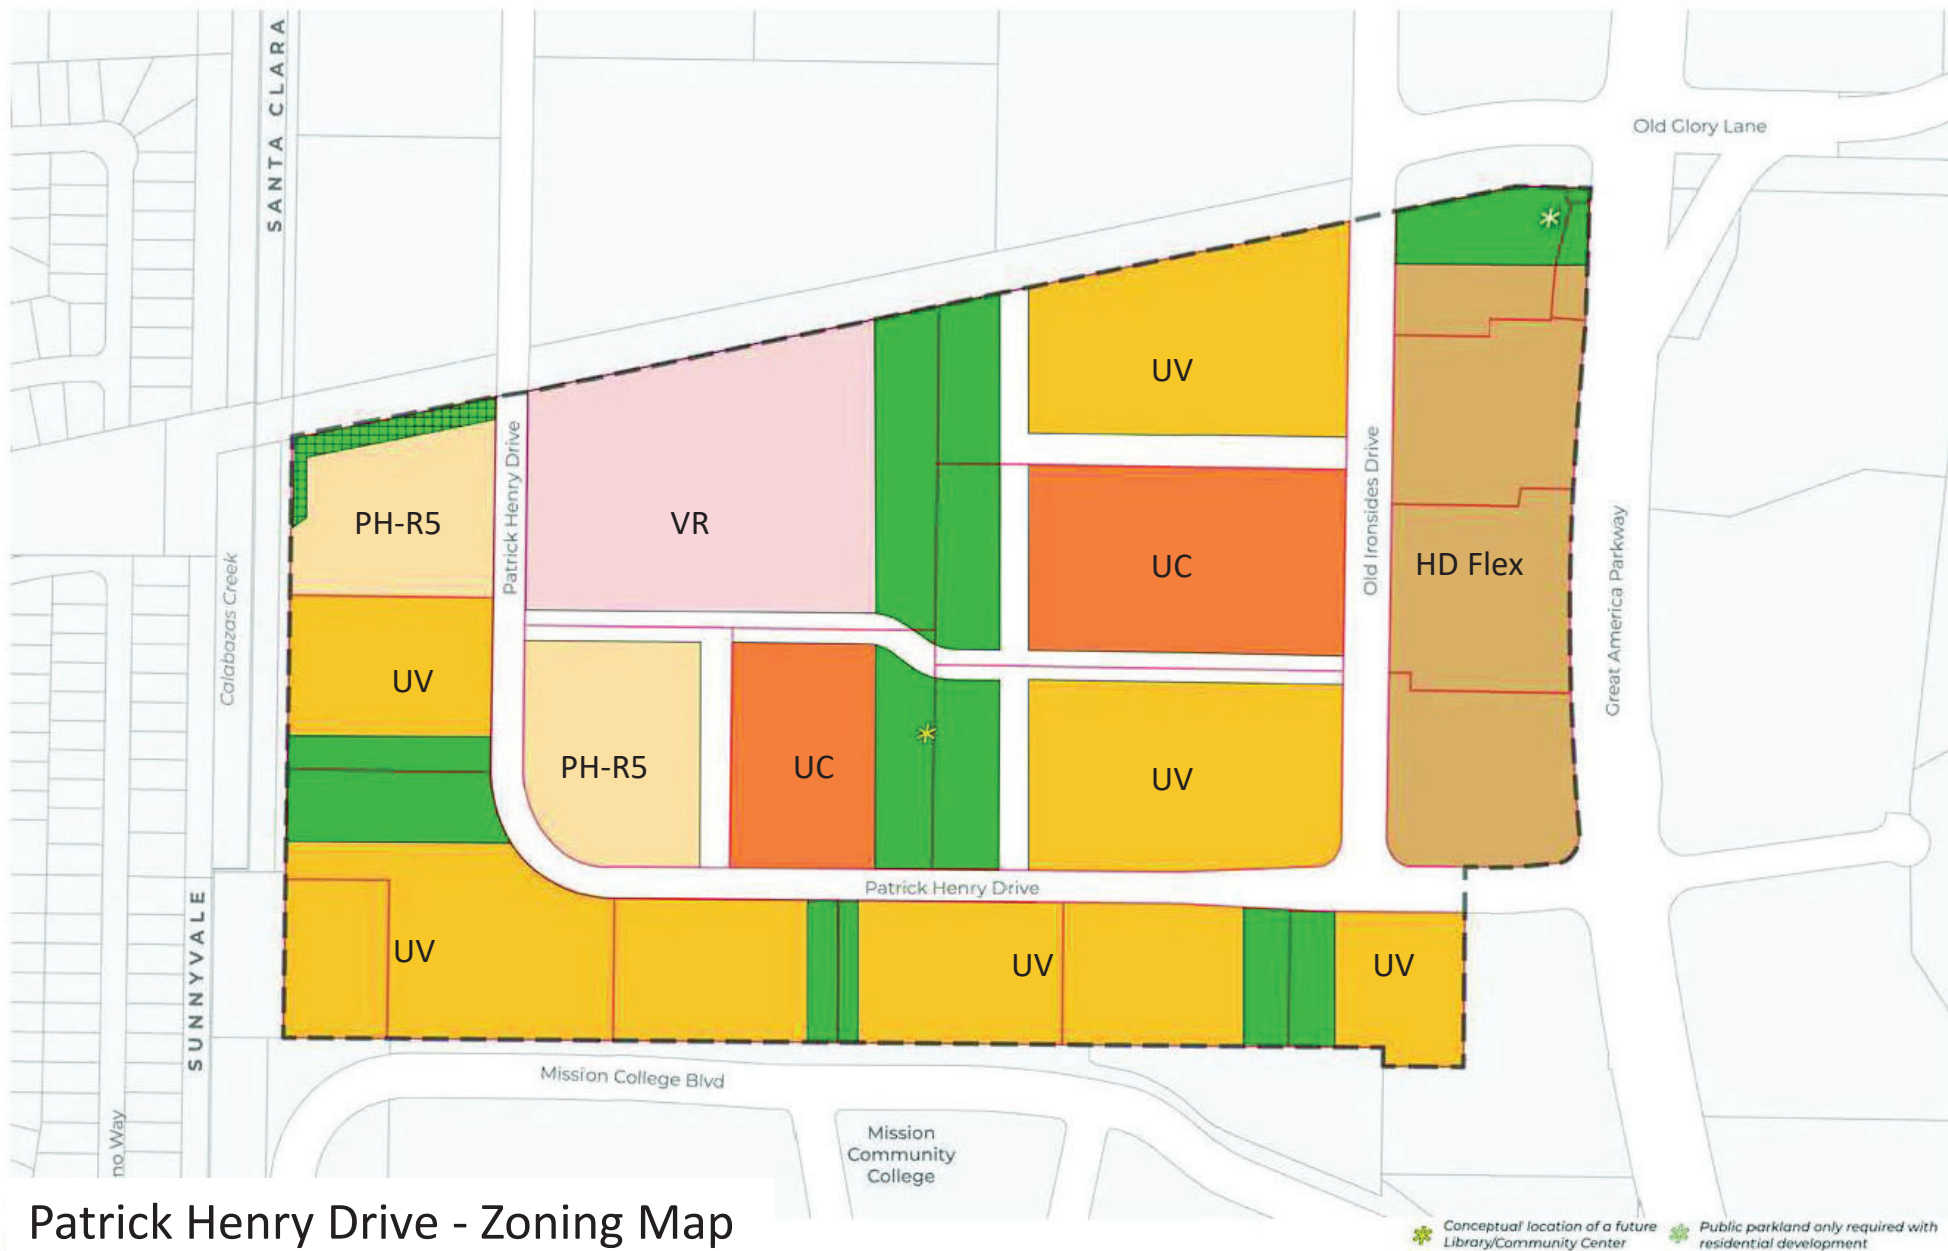 SANTA CLARA
Old Glory Lane
UV
Patrick Henry Drive
PH-R5
VR
Old Ironsides Drive
UC
HD Flex
Great America Parkway
Calabazas Creek
UV
PH-R5
UC
UV
Patrick Henry Drive
SUNNYVALE
UV
UV
UV
Mission College Blvd
no Way
Mission
Community
College
Patrick Henry Drive - Zoning Map
Conceptual location of a future
Library/Community Center
Public parkland only required with
residential development